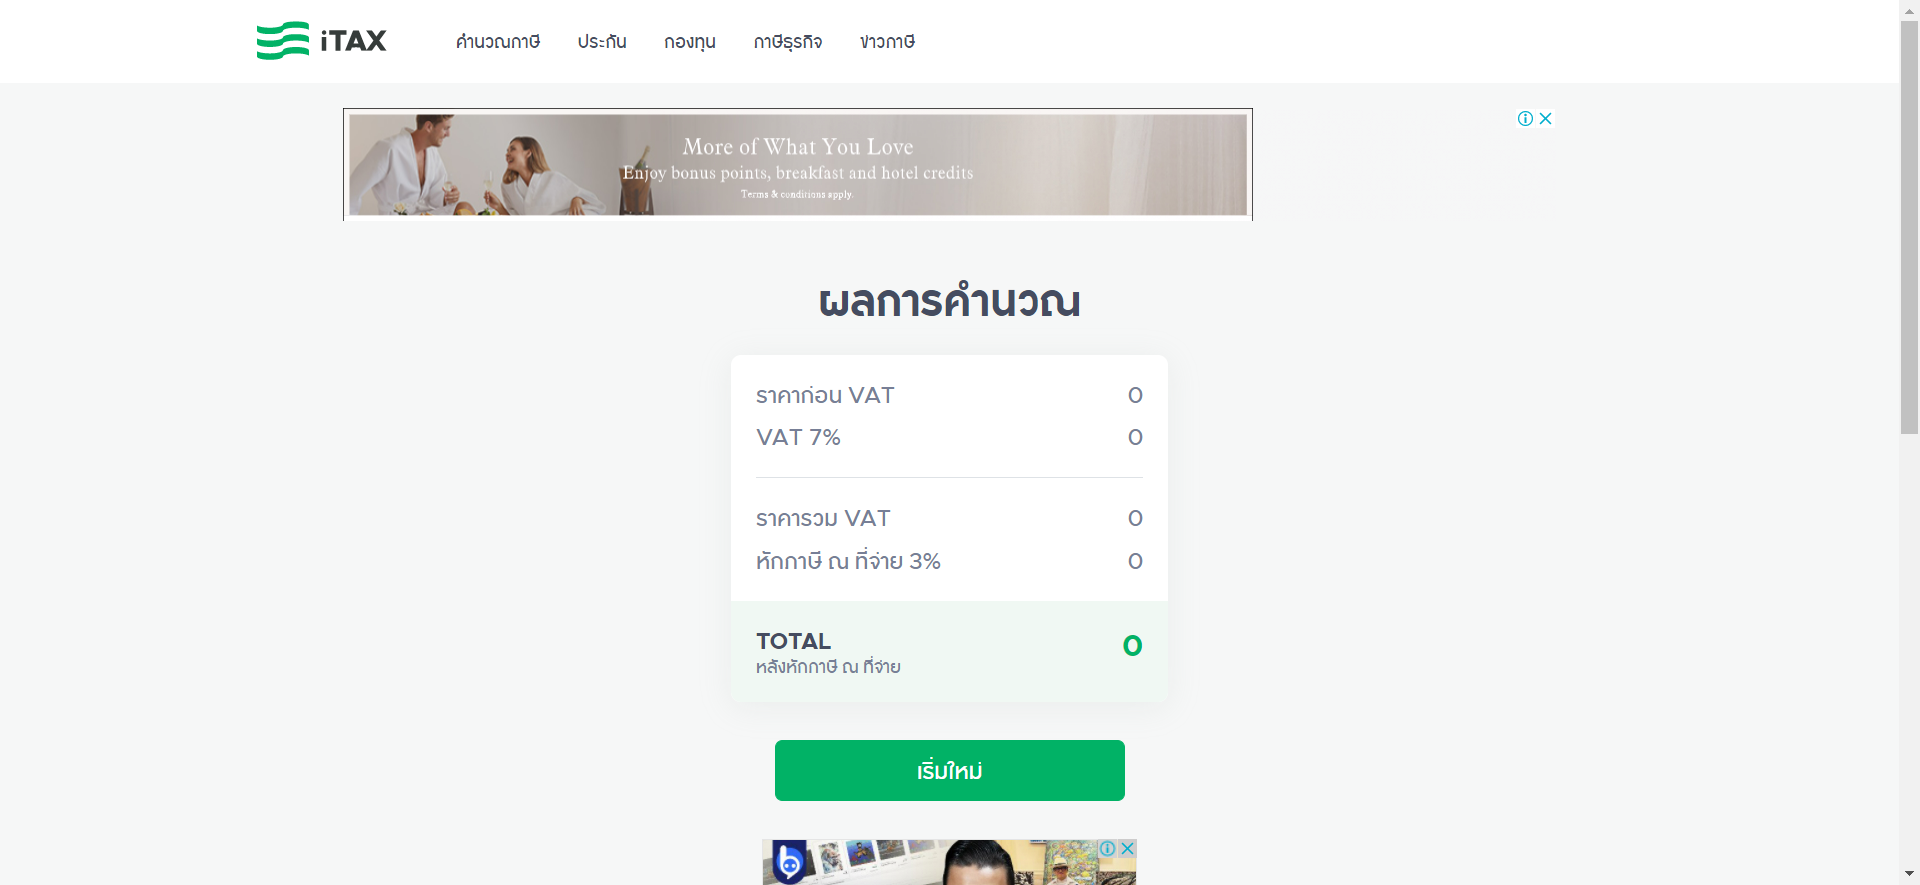 iTAX
คำนวณภาษี ประกัน กองทุน ภาษีธุรกิจ ข่าวภาษี
More of What You Love
Enjoy bonus points, breakfast and hotel credits
Terms & conditions apply.
ผลการคำนวณ
ราคาก่อน VAT 0
VAT 7% 0
ราคารวม VAT 0
หักภาษี ณ ที่จ่าย 3% 0
TOTAL 0
หลังหักภาษี ณ ที่จ่าย
เริ่มใหม่